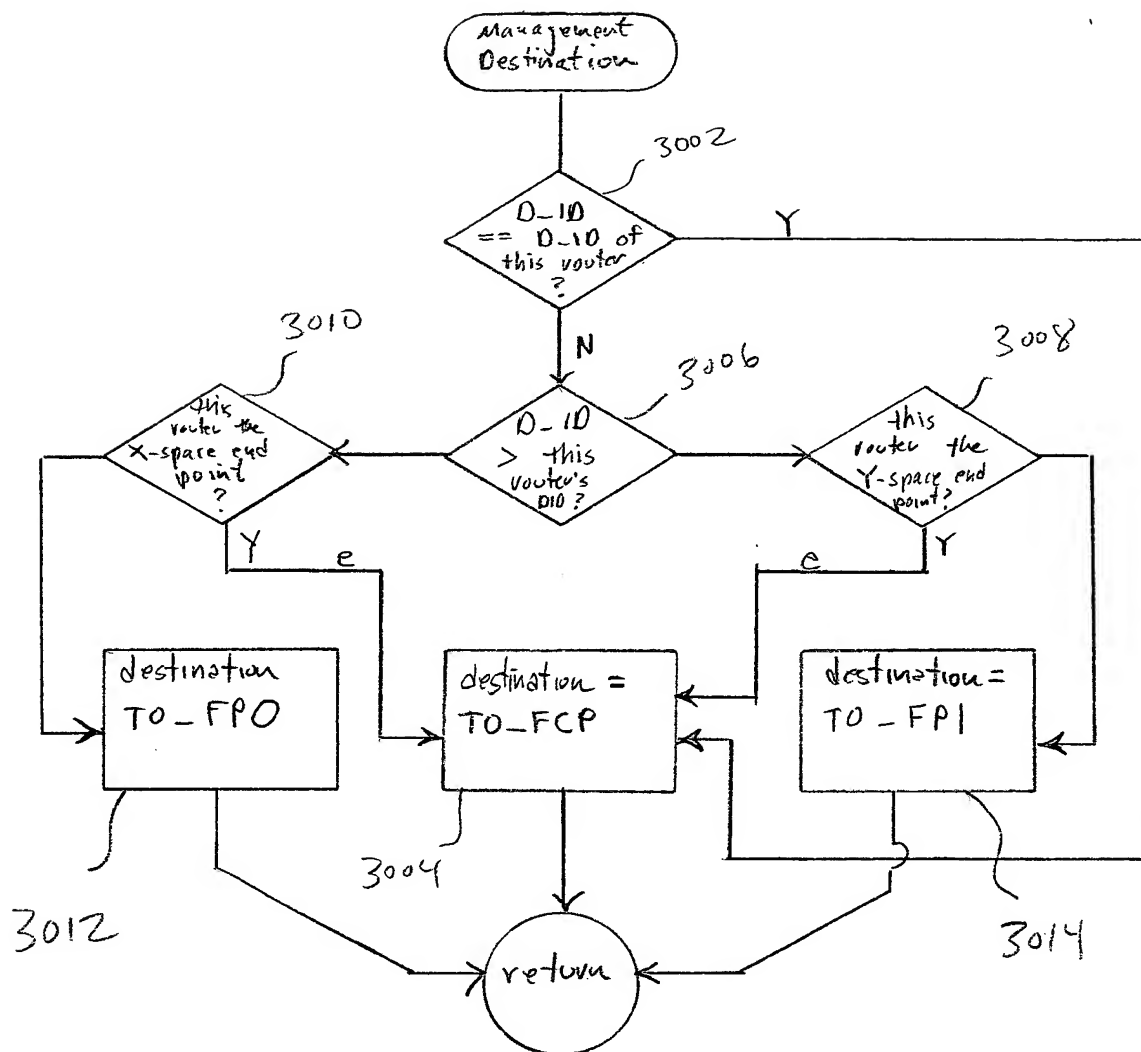 Management
Destination
3002
D_ID
== D_ID of
this router
?
Y
N
3010
3006
3008
this
router the
X-space end
point
?
D_ID
> this
router's
DID?
this
router the
Y-space end
point?
Y
e
e
Y
destination
TO_FPO
destination =
TO_FCP
destination =
TO_FPI
3012
3004
3014
return